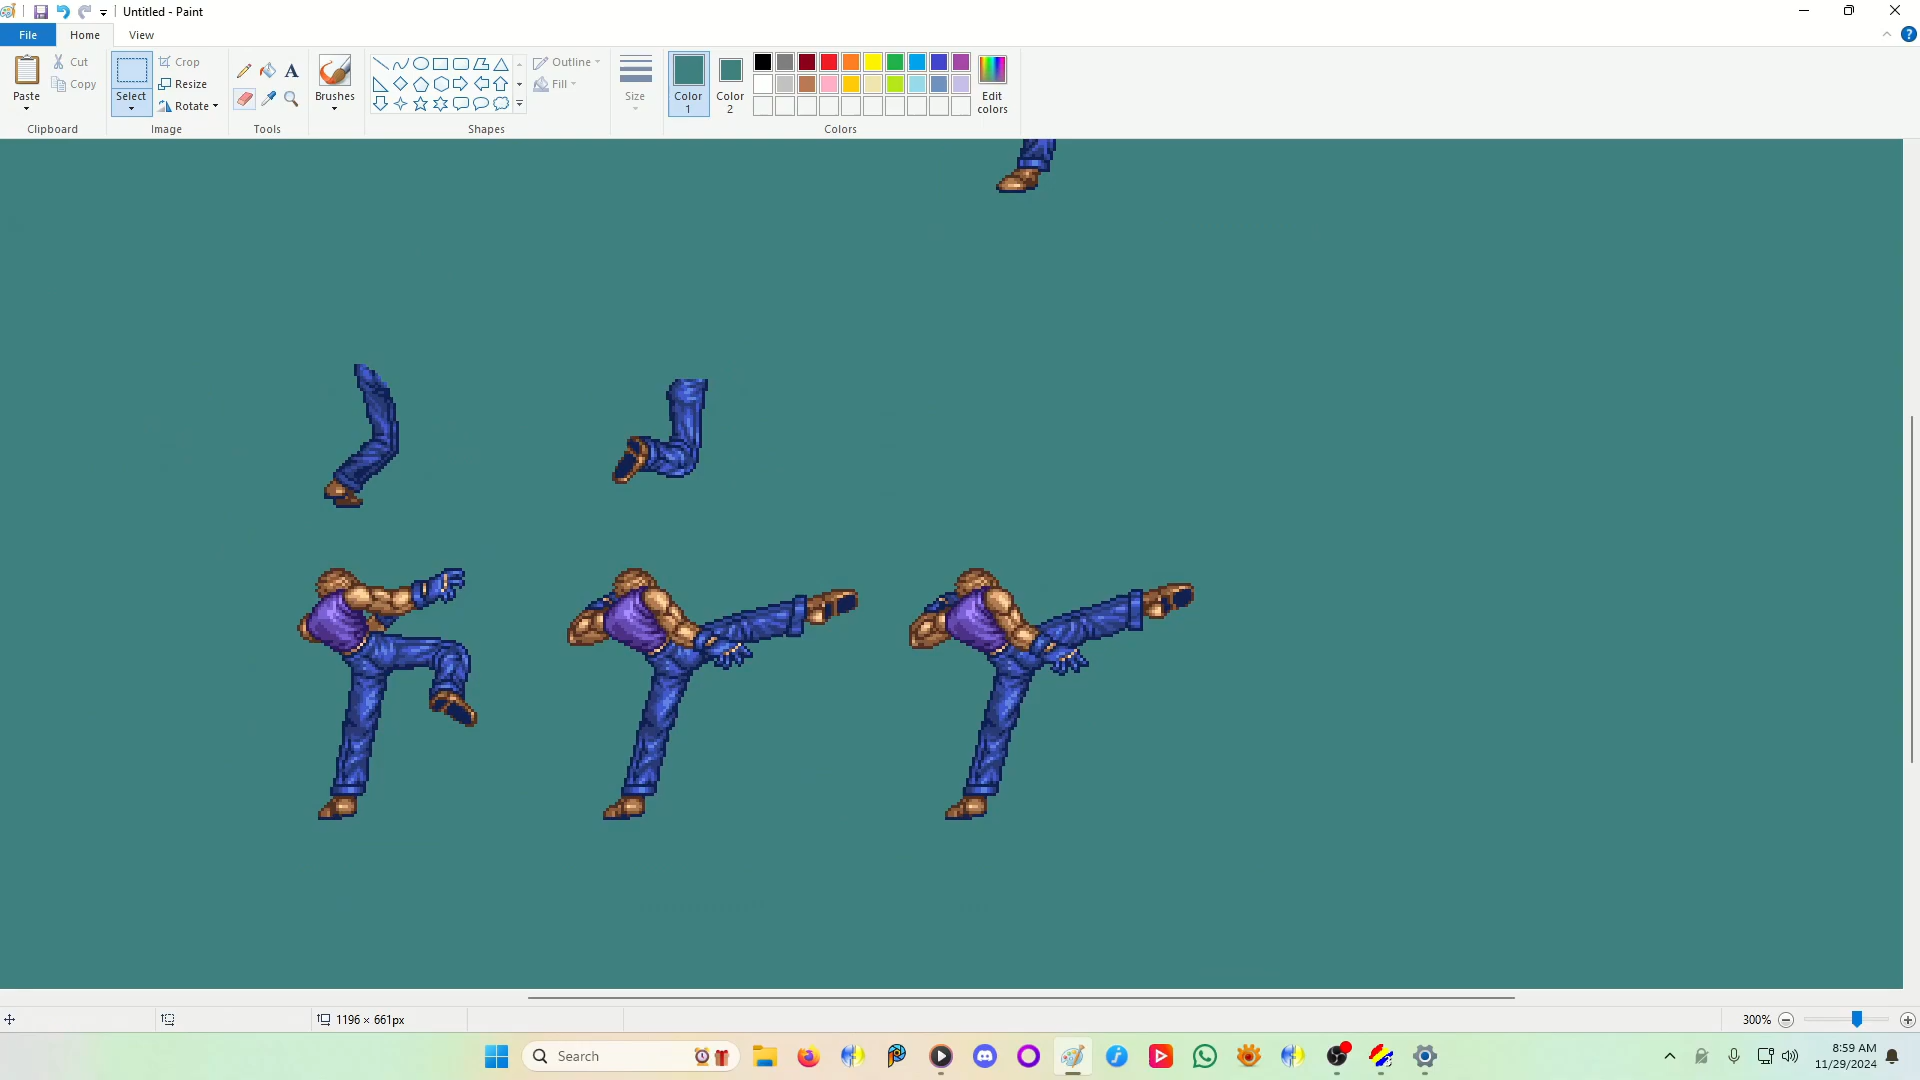 Untitled - Paint
File
Home
View
Paste
Cut
Copy
Clipboard
Select
Crop
Resize
Rotate
Image
A
Tools
Brushes
Shapes
Outline
Fill
Size
Color
1
Color
2
Edit
colors
Colors
?
1196 × 661px
300%
Search
8:59 AM
11/29/2024